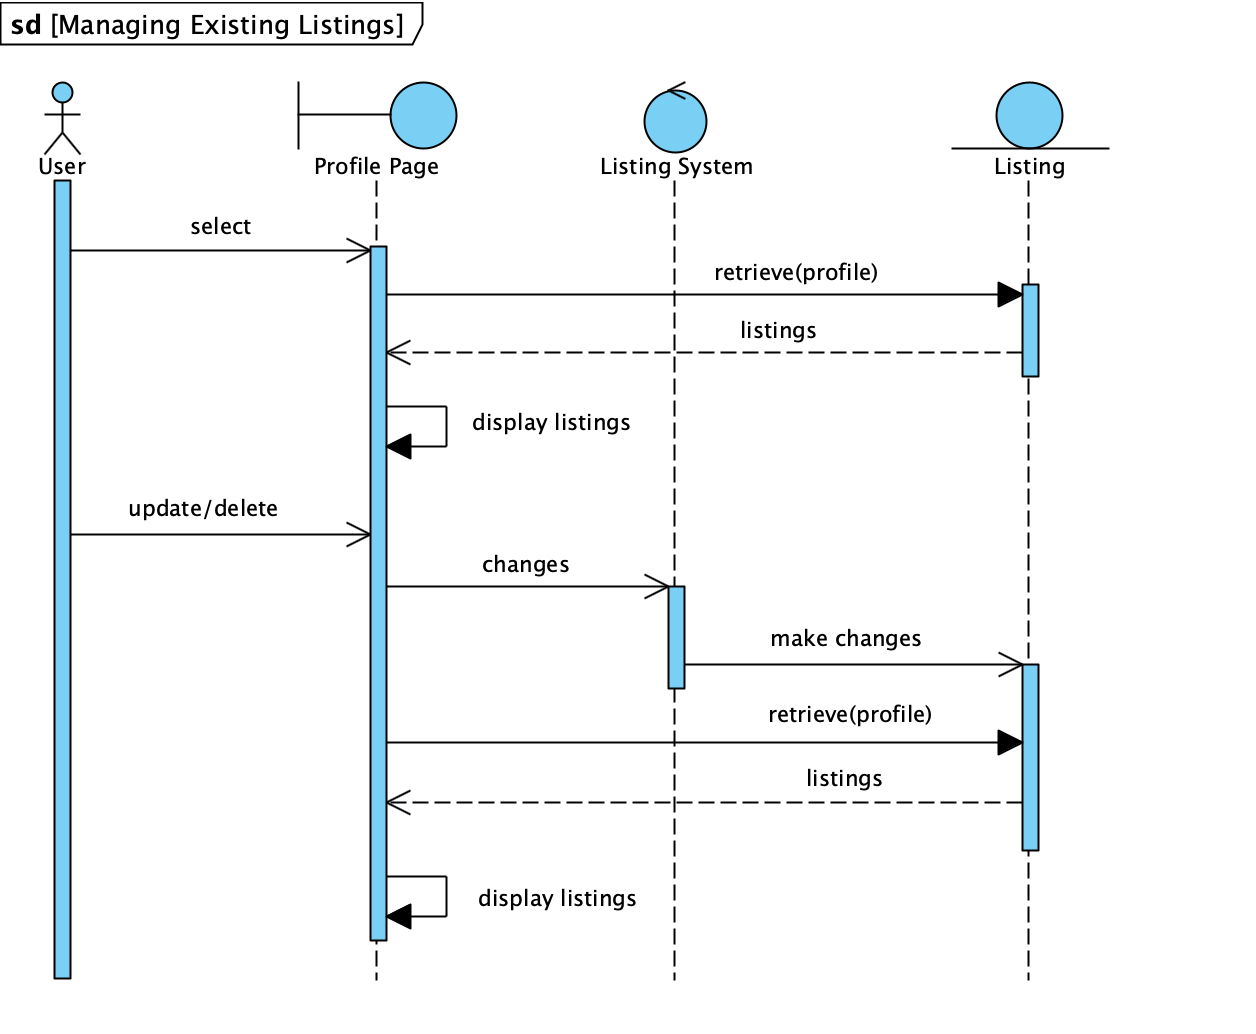 sd [Managing Existing Listings]
User
Profile Page
Listing System
Listing
select
retrieve(profile)
listings
display listings
update/delete
changes
make changes
retrieve(profile)
listings
display listings